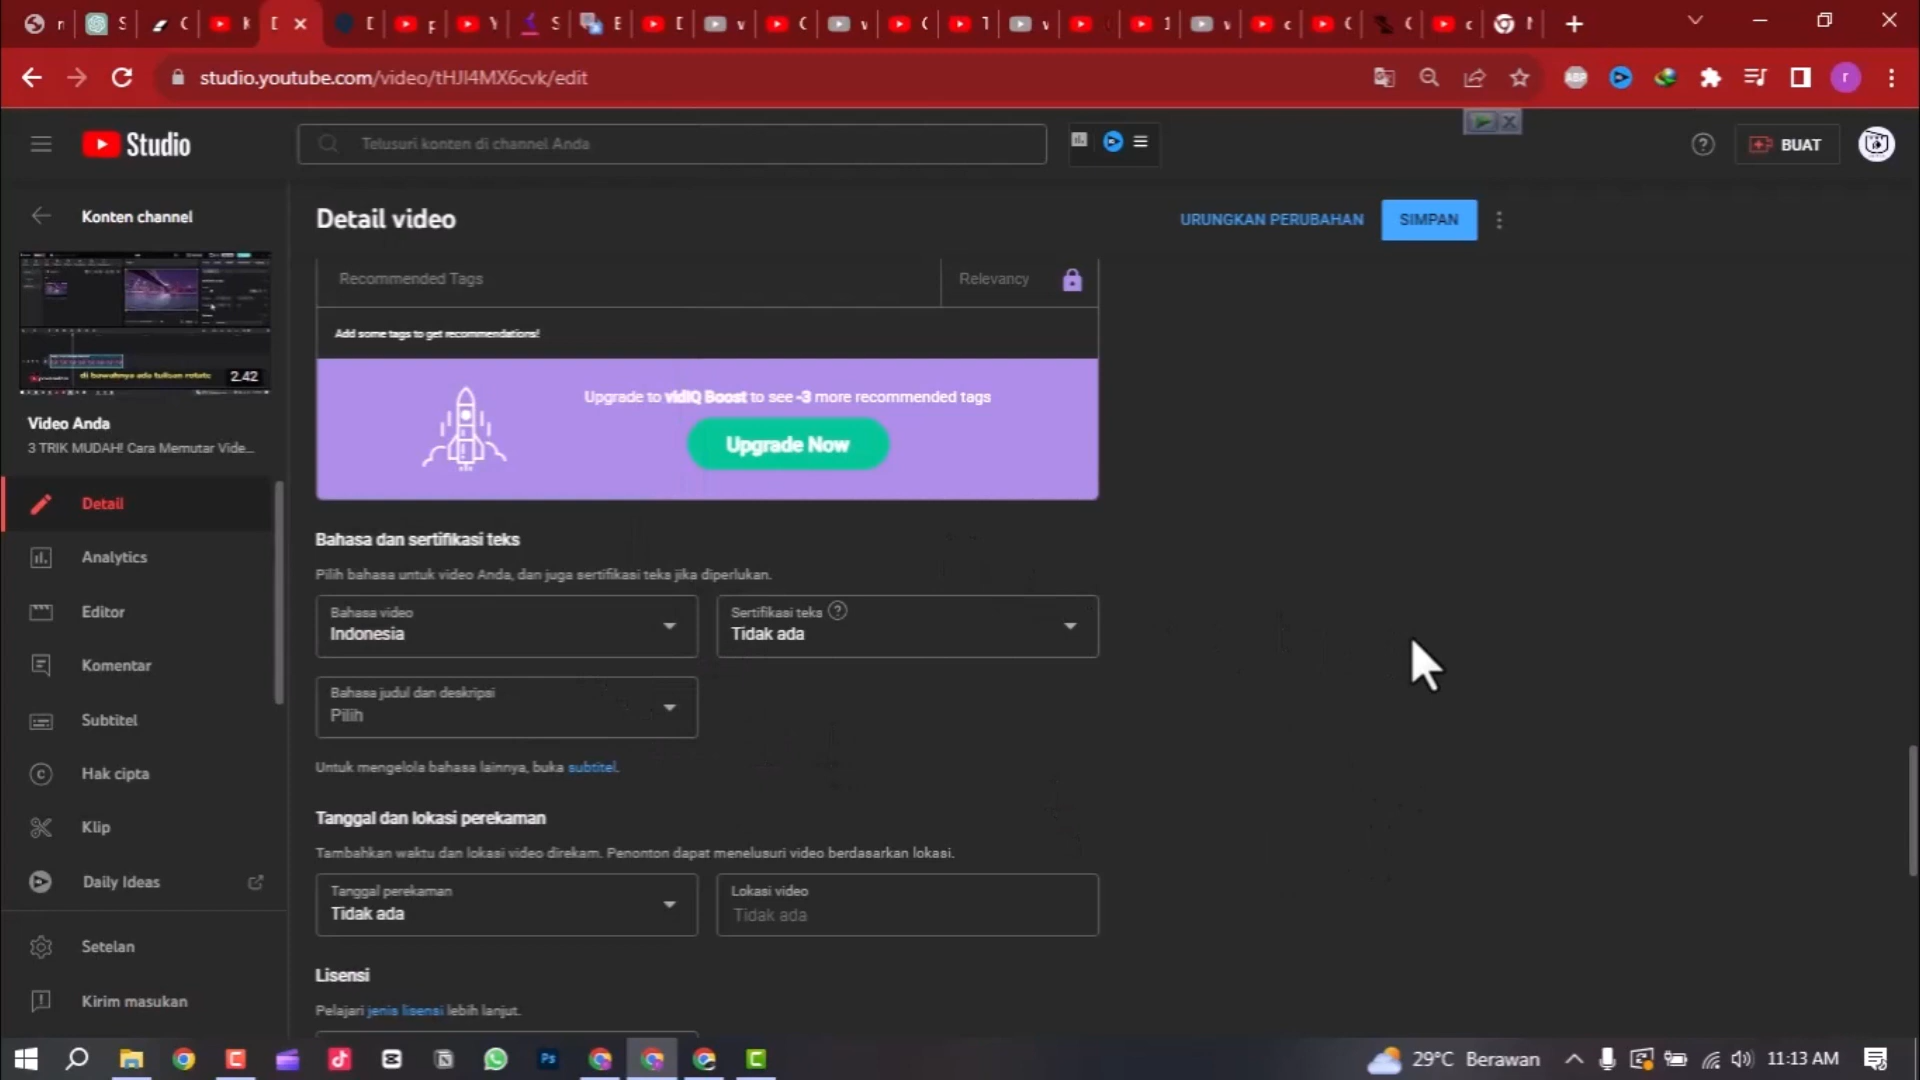 studio.youtube.com/video/tHJl4MX6cvk/edit
Studio
Telusuri konten di channel Anda
BUAT
Konten channel
Detail video
URUNGKAN PERUBAHAN
SIMPAN
Recommended Tags
Relevancy
Add some tags to get recommendations!
Upgrade to vidIQ Boost to see -3 more recommended tags
Upgrade Now
di bawahnya ada tulisan rotate
2.42
Video Anda
3 TRIK MUDAH! Cara Memutar Vide...
Detail
Analytics
Editor
Komentar
Subtitel
Hak cipta
Klip
Daily Ideas
Setelan
Kirim masukan
Bahasa dan sertifikasi teks
Pilih bahasa untuk video Anda, dan juga sertifikasi teks jika diperlukan.
Bahasa video
Indonesia
Sertifikasi teks
Tidak ada
Bahasa judul dan deskripsi
Pilih
Untuk mengelola bahasa lainnya, buka subtitel.
Tanggal dan lokasi perekaman
Tambahkan waktu dan lokasi video direkam. Penonton dapat menelusuri video berdasarkan lokasi.
Tanggal perekaman
Tidak ada
Lokasi video
Tidak ada
Lisensi
Pelajari jenis lisensi lebih lanjut.
29°C Berawan
11:13 AM